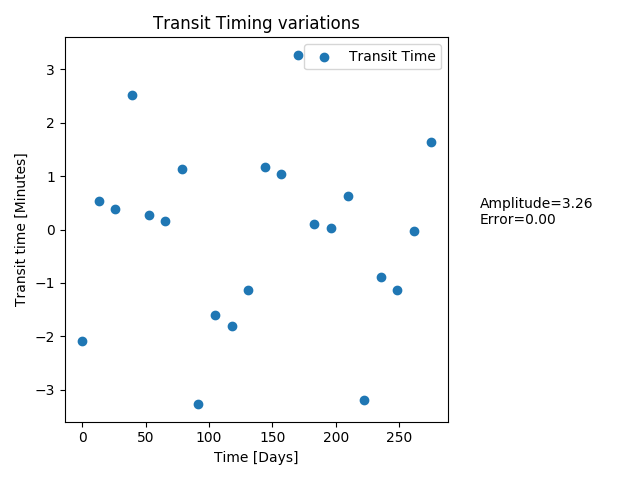 Transit Timing variations
Transit Time
3
2
1
0
−1
−2
−3
Transit time [Minutes]
Amplitude=3.26
Error=0.00
0 50 100 150 200 250
Time [Days]